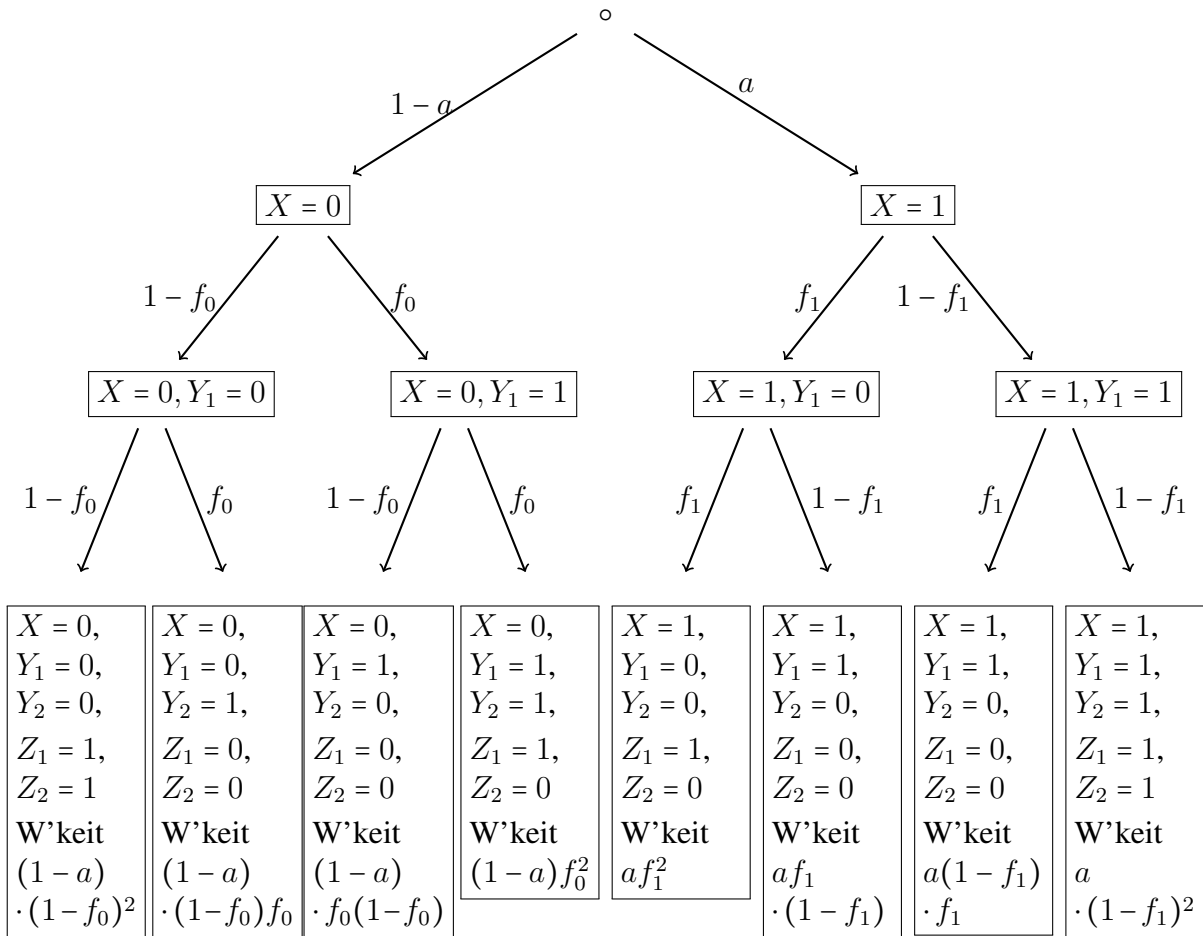 1 − a
a
X = 0
X = 1
1 − f₀
f₀
f₁
1 − f₁
X = 0, Y₁ = 0
X = 0, Y₁ = 1
X = 1, Y₁ = 0
X = 1, Y₁ = 1
1 − f₀
f₀
1 − f₀
f₀
f₁
1 − f₁
f₁
1 − f₁
X = 0,
Y₁ = 0,
Y₂ = 0,
Z₁ = 1,
Z₂ = 1
W'keit
(1 − a)
·(1−f₀)²
X = 0,
Y₁ = 0,
Y₂ = 1,
Z₁ = 0,
Z₂ = 0
W'keit
(1 − a)
·(1−f₀)f₀
X = 0,
Y₁ = 1,
Y₂ = 0,
Z₁ = 0,
Z₂ = 0
W'keit
(1 − a)
·f₀(1−f₀)
X = 0,
Y₁ = 1,
Y₂ = 1,
Z₁ = 1,
Z₂ = 0
W'keit
(1 − a)f₀²
X = 1,
Y₁ = 0,
Y₂ = 0,
Z₁ = 1,
Z₂ = 0
W'keit
af₁²
X = 1,
Y₁ = 1,
Y₂ = 0,
Z₁ = 0,
Z₂ = 0
W'keit
af₁
·(1 − f₁)
X = 1,
Y₁ = 1,
Y₂ = 0,
Z₁ = 0,
Z₂ = 0
W'keit
a(1 − f₁)
·f₁
X = 1,
Y₁ = 1,
Y₂ = 1,
Z₁ = 1,
Z₂ = 1
W'keit
a
·(1−f₁)²